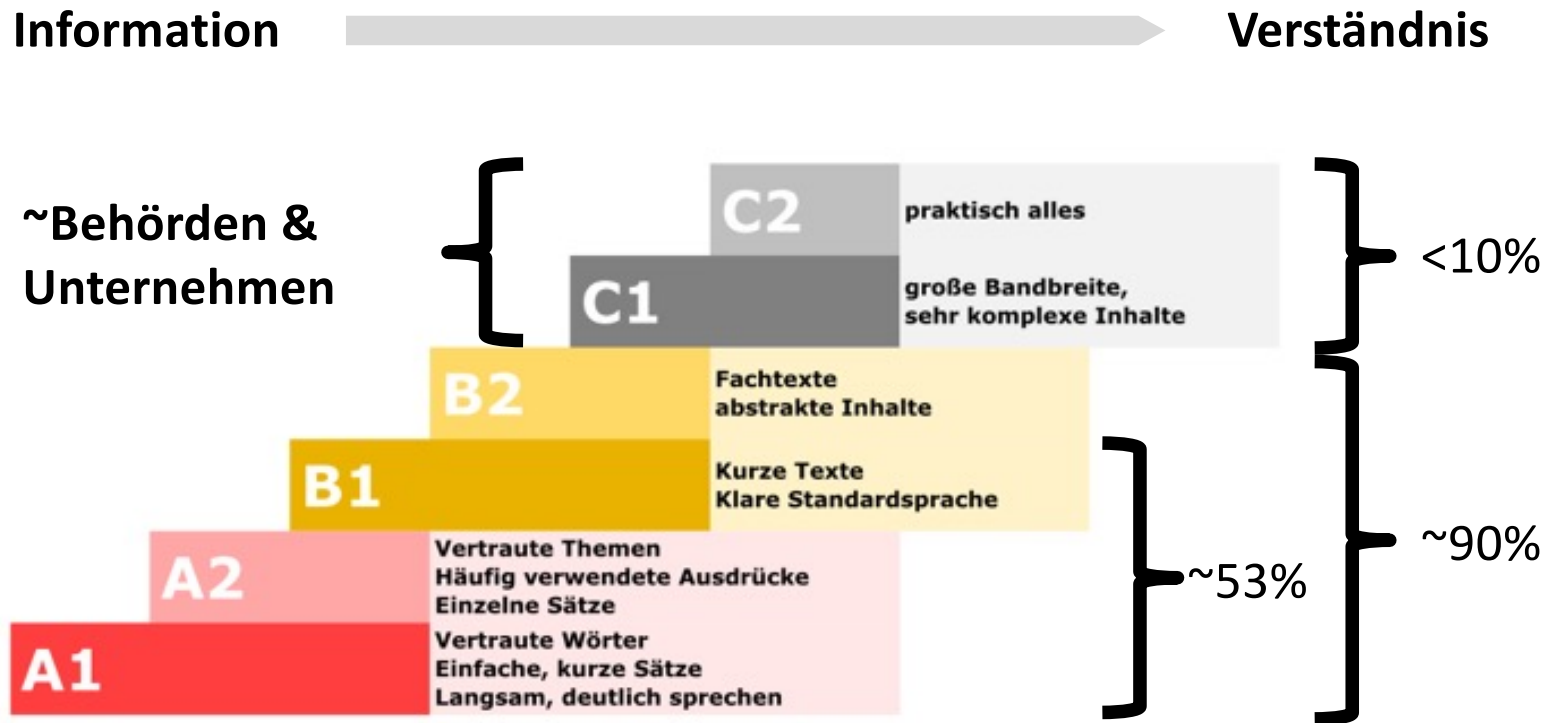 Information
Verständnis
~Behörden &
Unternehmen
C2
praktisch alles
C1
große Bandbreite,
sehr komplexe Inhalte
<10%
B2
Fachtexte
abstrakte Inhalte
B1
Kurze Texte
Klare Standardsprache
A2
Vertraute Themen
Häufig verwendete Ausdrücke
Einzelne Sätze
~53%
~90%
A1
Vertraute Wörter
Einfache, kurze Sätze
Langsam, deutlich sprechen